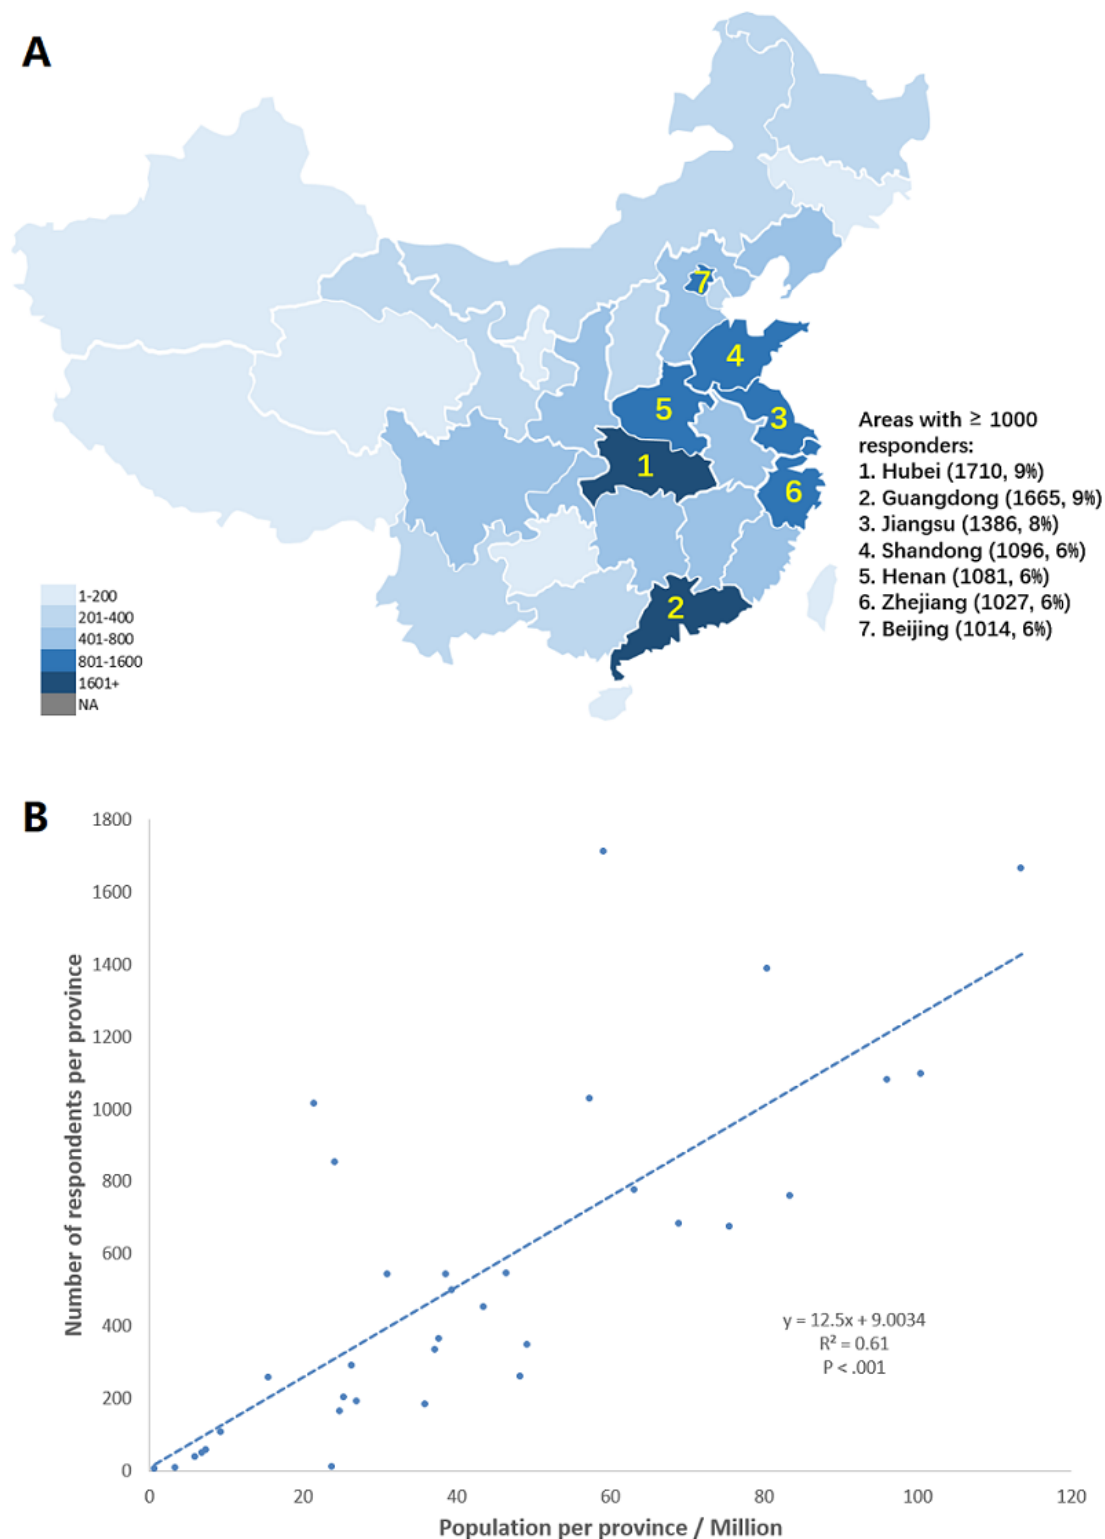 A
7
4
5
3
1
6
2
Areas with ≥ 1000
responders:
1. Hubei (1710, 9%)
2. Guangdong (1665, 9%)
3. Jiangsu (1386, 8%)
4. Shandong (1096, 6%)
5. Henan (1081, 6%)
6. Zhejiang (1027, 6%)
7. Beijing (1014, 6%)
1-200
201-400
401-800
801-1600
1601+
NA
B
Number of respondents per province
1800
1600
1400
1200
1000
800
600
400
200
0
y = 12.5x + 9.0034
R² = 0.61
P < .001
0 20 40 60 80 100 120
Population per province / Million